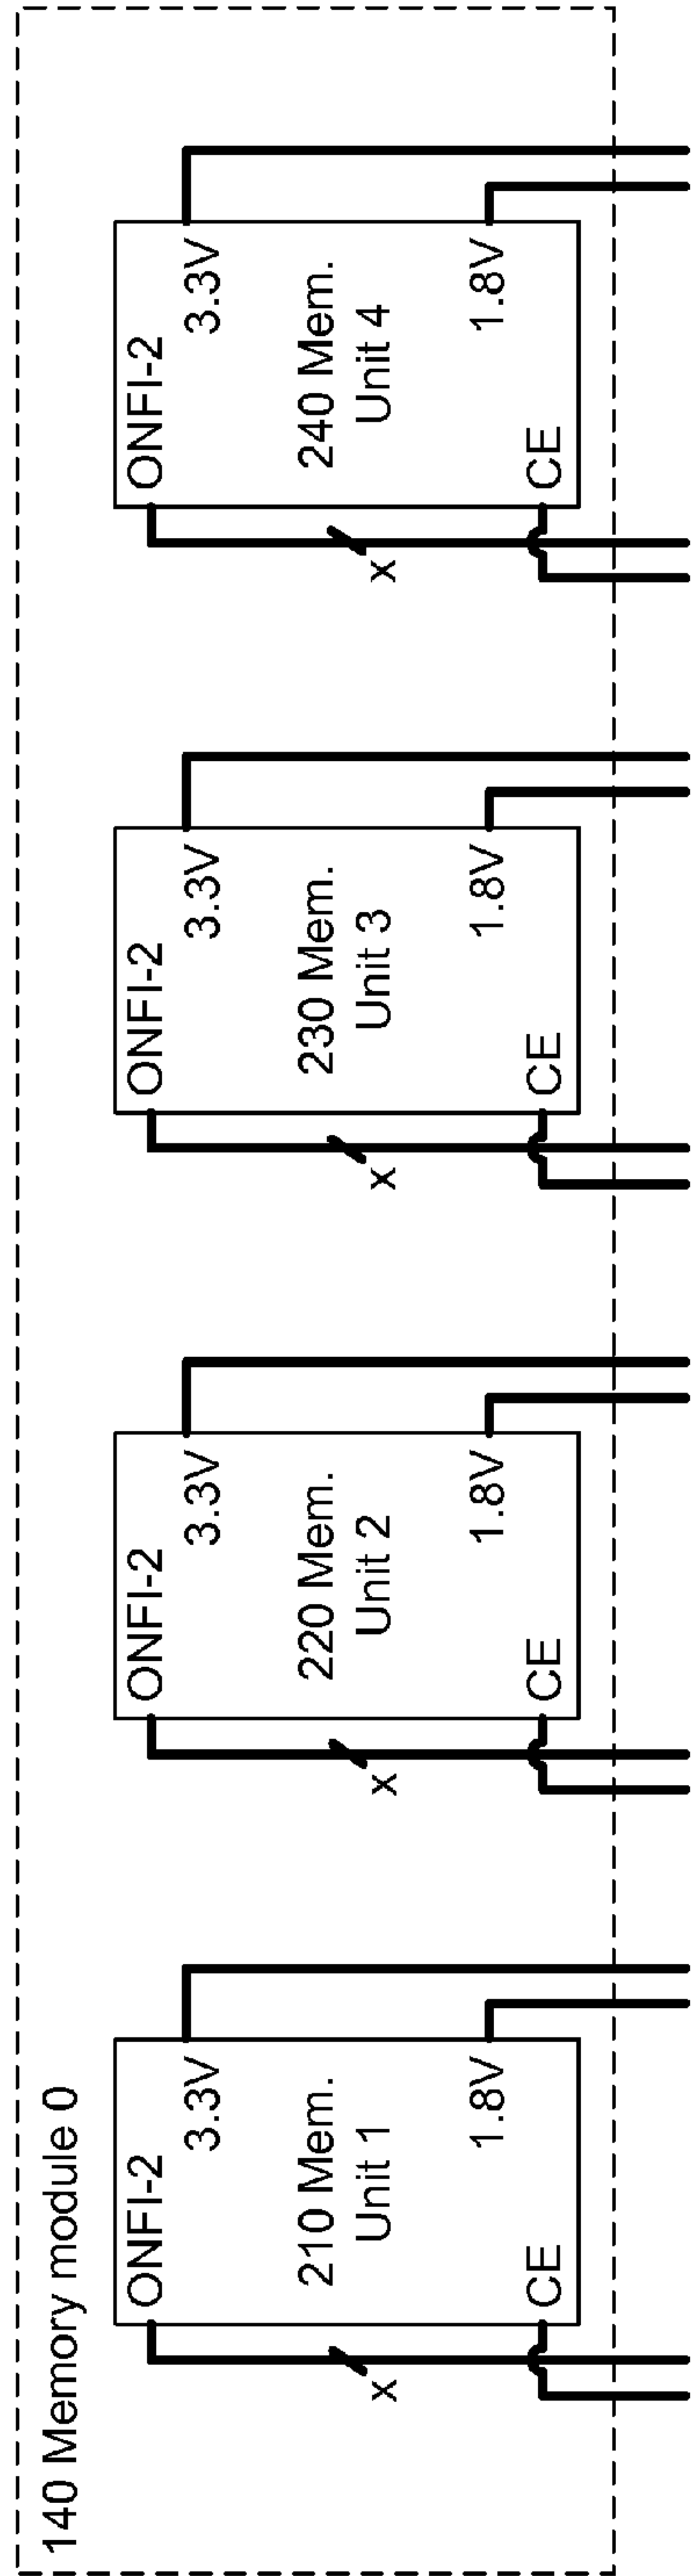 140 Memory module 0
ONFI-2
3.3V
210 Mem.
Unit 1
x
1.8V
CE
ONFI-2
3.3V
220 Mem.
Unit 2
x
1.8V
CE
ONFI-2
3.3V
230 Mem.
Unit 3
x
1.8V
CE
ONFI-2
3.3V
240 Mem.
Unit 4
x
1.8V
CE